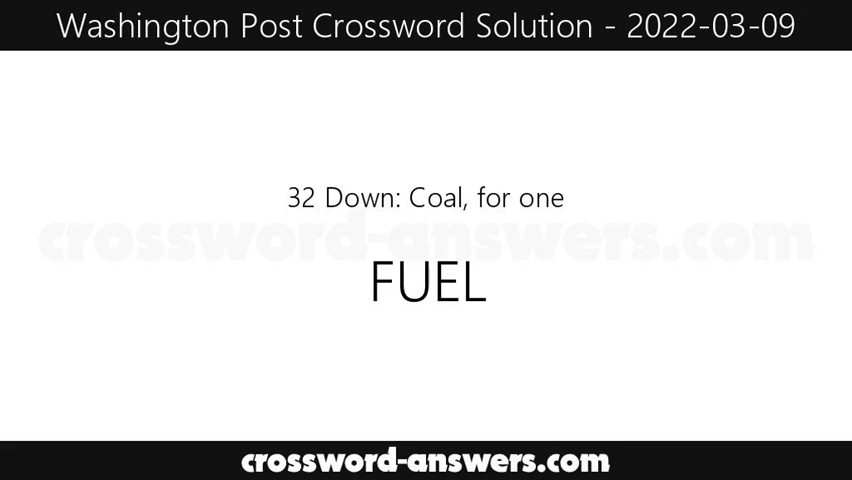 Washington Post Crossword Solution - 2022-03-09
32 Down: Coal, for one
crossword-answers.com
FUEL
crossword-answers.com